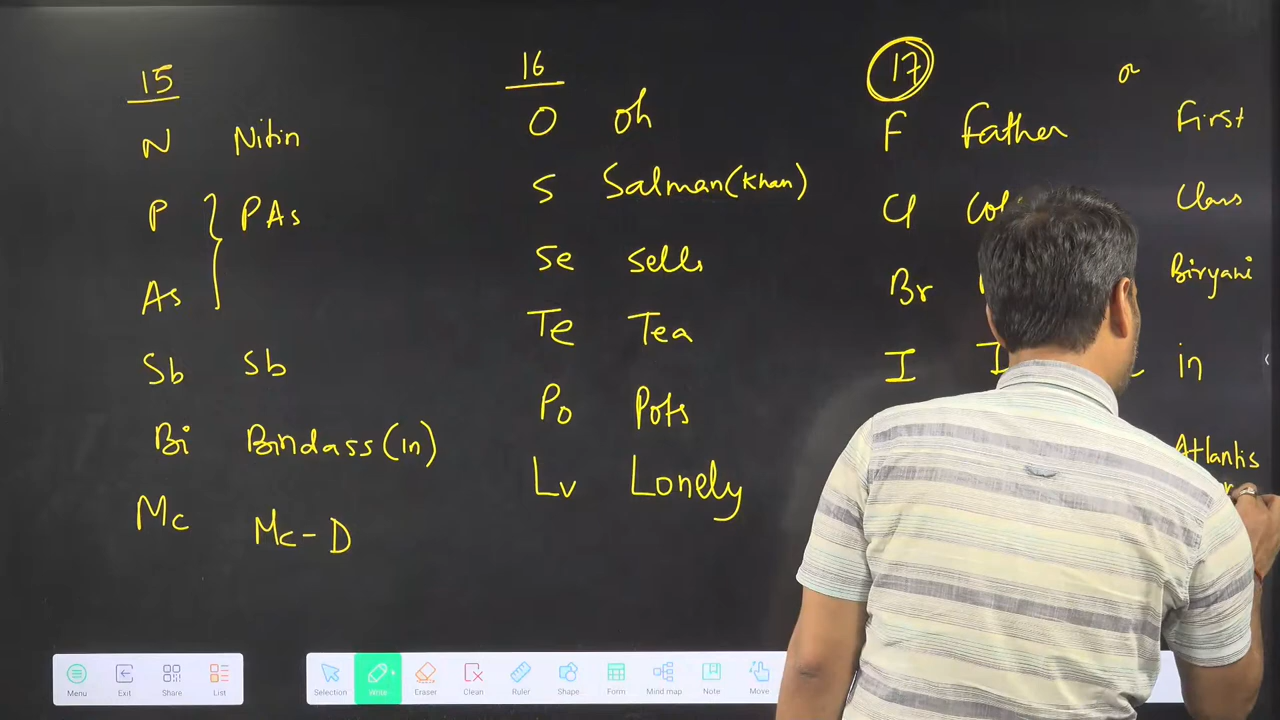 15
N Nitin
P } PAs
As
Sb Sb
Bi Bindass (In)
Mc Mc-D
16
O oh
S Salman (Khan)
Se Sells
Te Tea
Po Pots
Lv Lonely
17 or
F Father First
Cl Class
Br Biryani
I I in
Atlantis
Menu Exit Share List
Selection Write Eraser Clean Ruler Shape Form Mind map Note Move